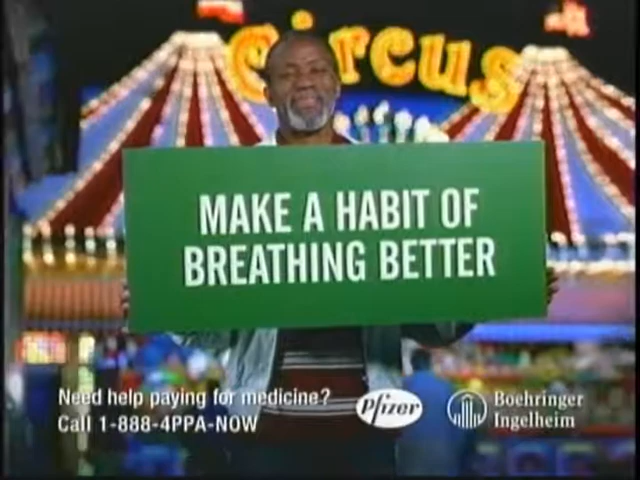 Circus
MAKE A HABIT OF
BREATHING BETTER
Need help paying for medicine?
Call 1-888-4PPA-NOW
Pfizer
Boehringer
Ingelheim